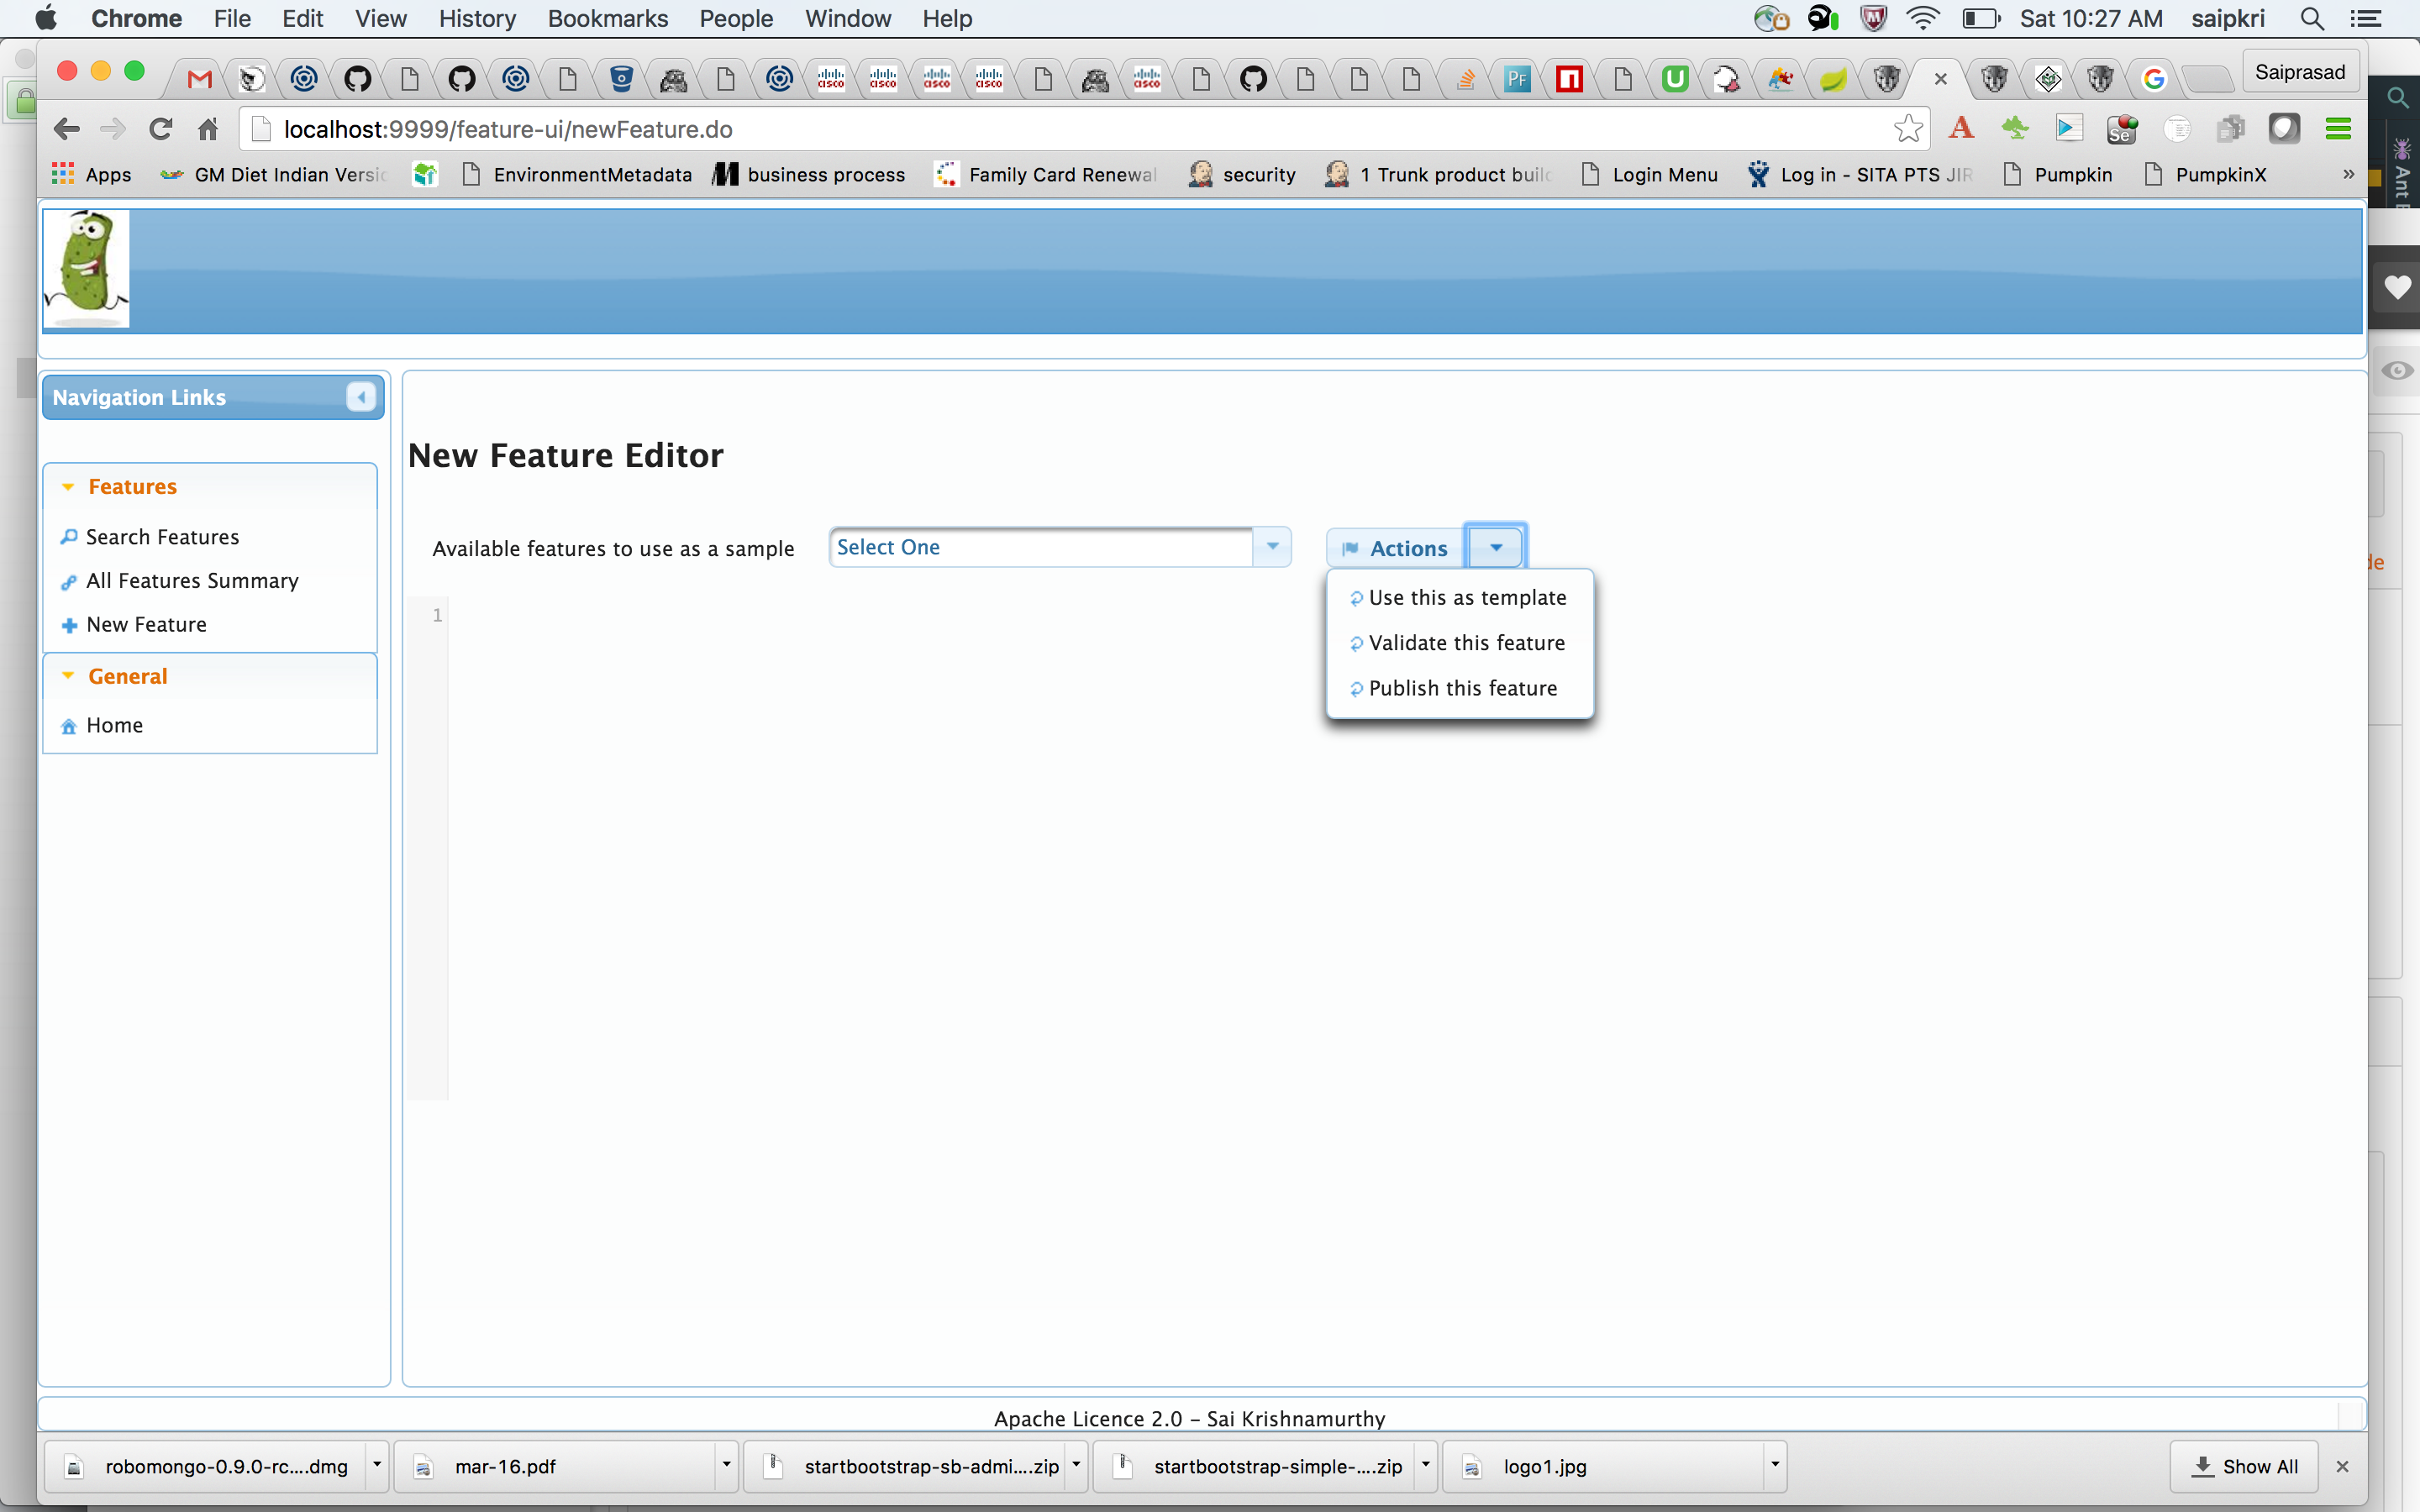 Chrome File Edit View History Bookmarks People Window Help Sat 10:27 AM saipkri
Saiprasad
localhost:9999/feature-ui/newFeature.do
Apps GM Diet Indian Versi EnvironmentMetadata business process Family Card Renewal security 1 Trunk product buil Login Menu Log in - SITA PTS JIR Pumpkin PumpkinX »
Ant
Navigation Links
Features
Search Features
All Features Summary
New Feature
General
Home
New Feature Editor
Available features to use as a sample Select One Actions
Use this as template
Validate this feature
Publish this feature
1
de
Apache Licence 2.0 – Sai Krishnamurthy
robomongo-0.9.0-rc....dmg mar-16.pdf startbootstrap-sb-admi....zip startbootstrap-simple-....zip logo1.jpg Show All